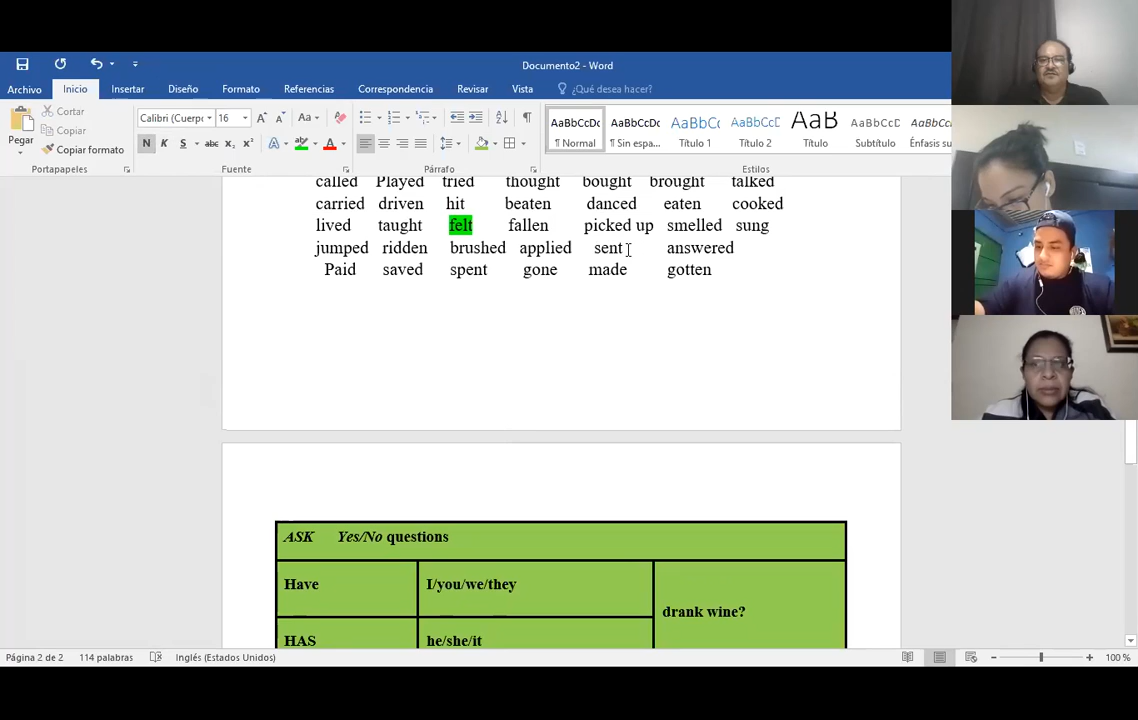 Documento2 - Word
Archivo Inicio Insertar Diseño Formato Referencias Correspondencia Revisar Vista ¿Qué desea hacer?
Cortar
Copiar
Pegar Copiar formato
Calibri (Cuerpo 16
N K S abc x₂ x²
AaBbCcDc AaBbCcDc AaBbCc AaBbCcD AaB AaBbCcD AaBbCcD
¶ Normal ¶ Sin espa... Título 1 Título 2 Título Subtítulo Énfasis su
Portapapeles Fuente Párrafo Estilos
called Played tried thought bought brought talked
carried driven hit beaten danced eaten cooked
lived taught felt fallen picked up smelled sung
jumped ridden brushed applied sent answered
Paid saved spent gone made gotten
ASK Yes/No questions
Have I/you/we/they
drank wine?
HAS he/she/it
Página 2 de 2 114 palabras Inglés (Estados Unidos) 100 %